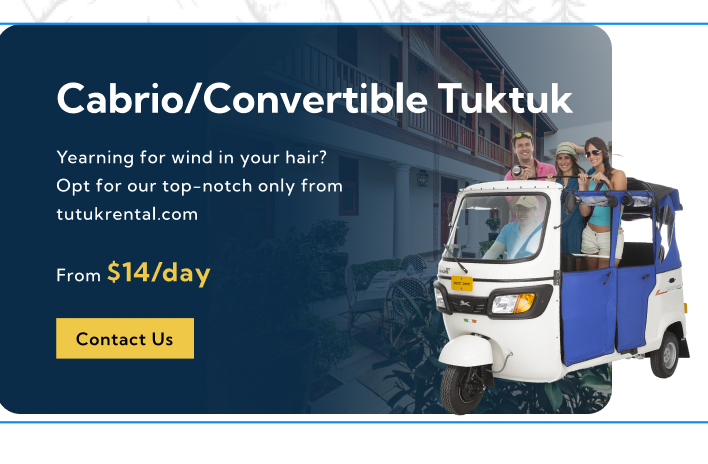 Cabrio/Convertible Tuktuk
Yearning for wind in your hair?
Opt for our top-notch only from
tutukrental.com
From $14/day
Contact Us